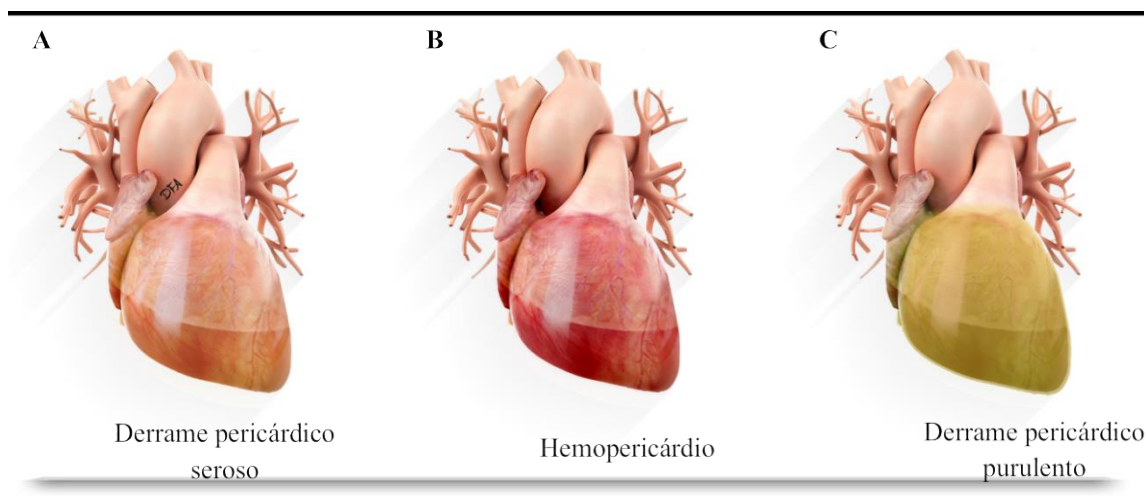 A
B
C
DFA
Derrame pericárdico
seroso
Hemopericárdio
Derrame pericárdico
purulento